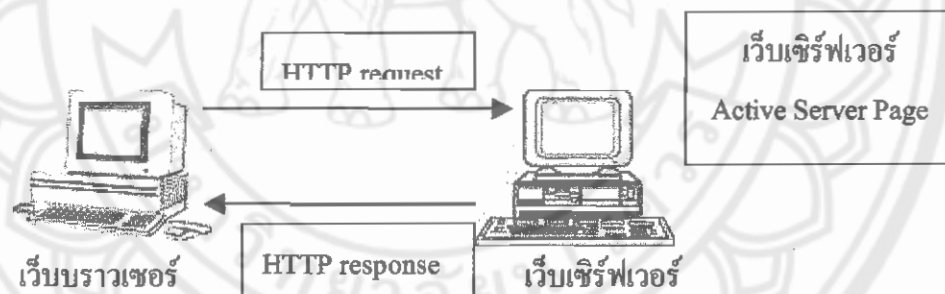 เว็บเซิร์ฟเวอร์
HTTP request
Active Server Page
เว็บบราวเซอร์
HTTP response
เว็บเซิร์ฟเวอร์